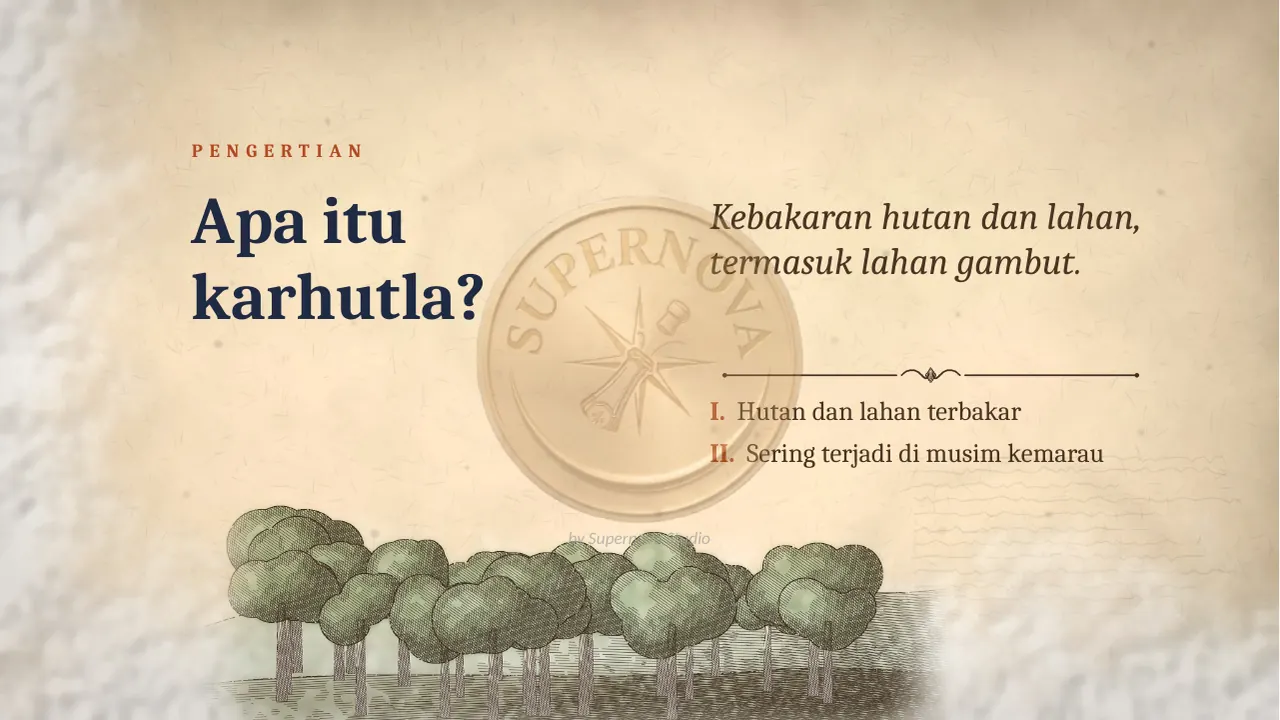 PENGERTIAN
Apa itu
karhutla?
Kebakaran hutan dan lahan,
termasuk lahan gambut.
I. Hutan dan lahan terbakar
II. Sering terjadi di musim kemarau
SUPERNOVA
by